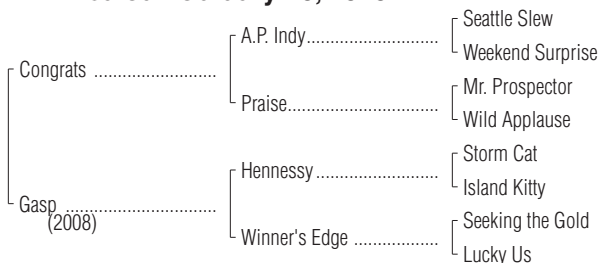 Seattle Slew
A.P. Indy
Weekend Surprise
Congrats
Mr. Prospector
Praise
Wild Applause
Storm Cat
Hennessy
Island Kitty
Gasp
(2008)
Seeking the Gold
Winner's Edge
Lucky Us